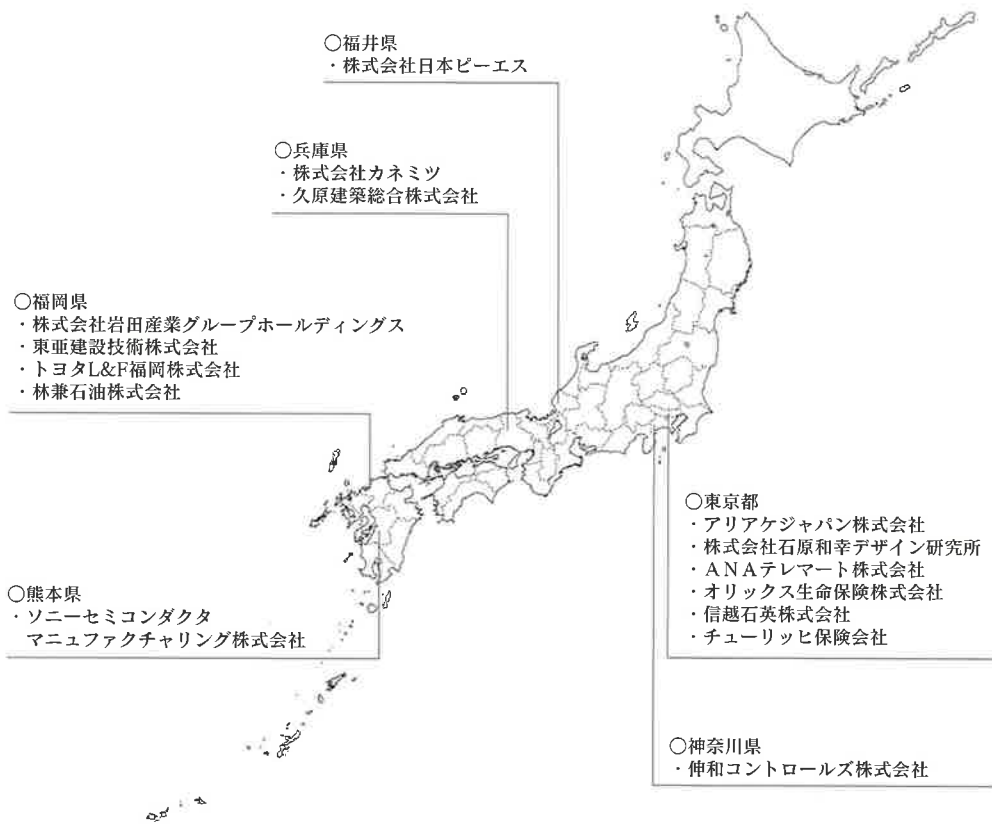 ○福井県
・株式会社日本ピーエス
○兵庫県
・株式会社カネミツ
・久原建築総合株式会社
○福岡県
・株式会社岩田産業グループホールディングス
・東亜建設技術株式会社
・トヨタL&F福岡株式会社
・林兼石油株式会社
○熊本県
・ソニーセミコンダクタ
マニュファクチャリング株式会社
○東京都
・アリアケジャパン株式会社
・株式会社石原和幸デザイン研究所
・ＡＮＡテレマート株式会社
・オリックス生命保険株式会社
・信越石英株式会社
・チューリッヒ保険会社
○神奈川県
・伸和コントロールズ株式会社